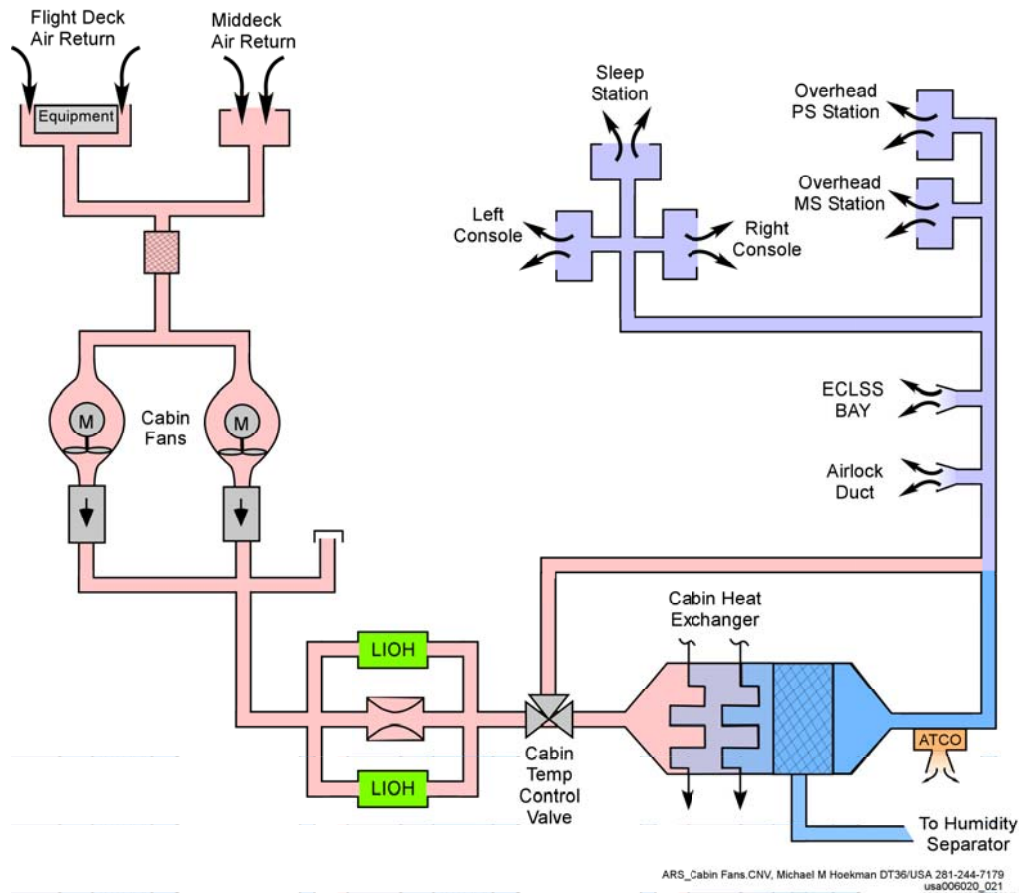 Flight Deck
Air Return
Middeck
Air Return
Equipment
Sleep
Station
Overhead
PS Station
Overhead
MS Station
Left
Console
Right
Console
M
Cabin
Fans
M
ECLSS
BAY
Airlock
Duct
Cabin Heat
Exchanger
LIOH
LIOH
Cabin
Temp
Control
Valve
ATCO
To Humidity
Separator
ARS_Cabin Fans.CNV, Michael M Hoekman DT36/USA 281-244-7179
usa006020_021